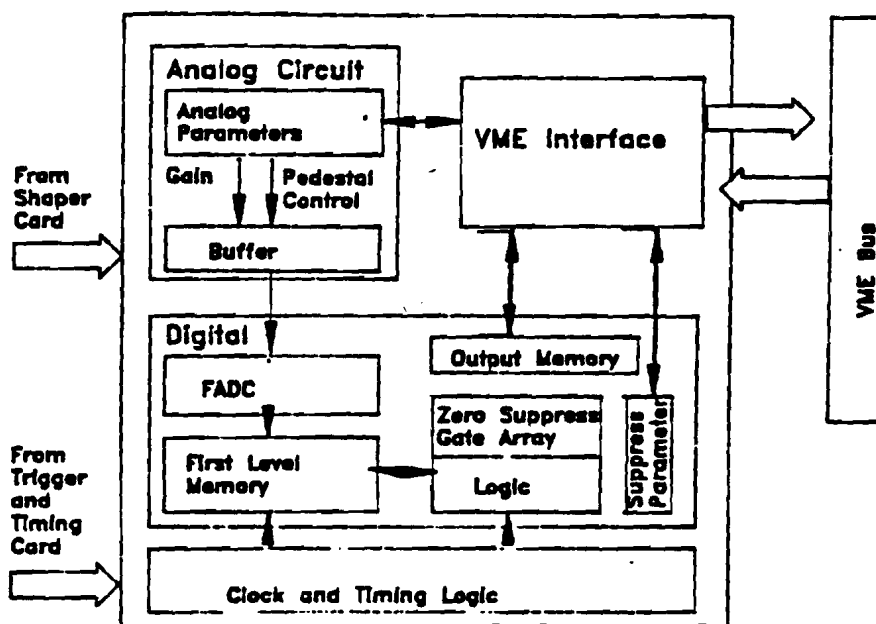 Analog Circuit
Analog
Parameters
VME Interface
From
Shaper
Card
Gain
Pedestal
Control
Buffer
VME Bus
Digital
Output Memory
FADC
Zero Suppress
Gate Array
Suppress
Parameter
From
Trigger
and
Timing
Card
First Level
Memory
Logic
Clock and Timing Logic